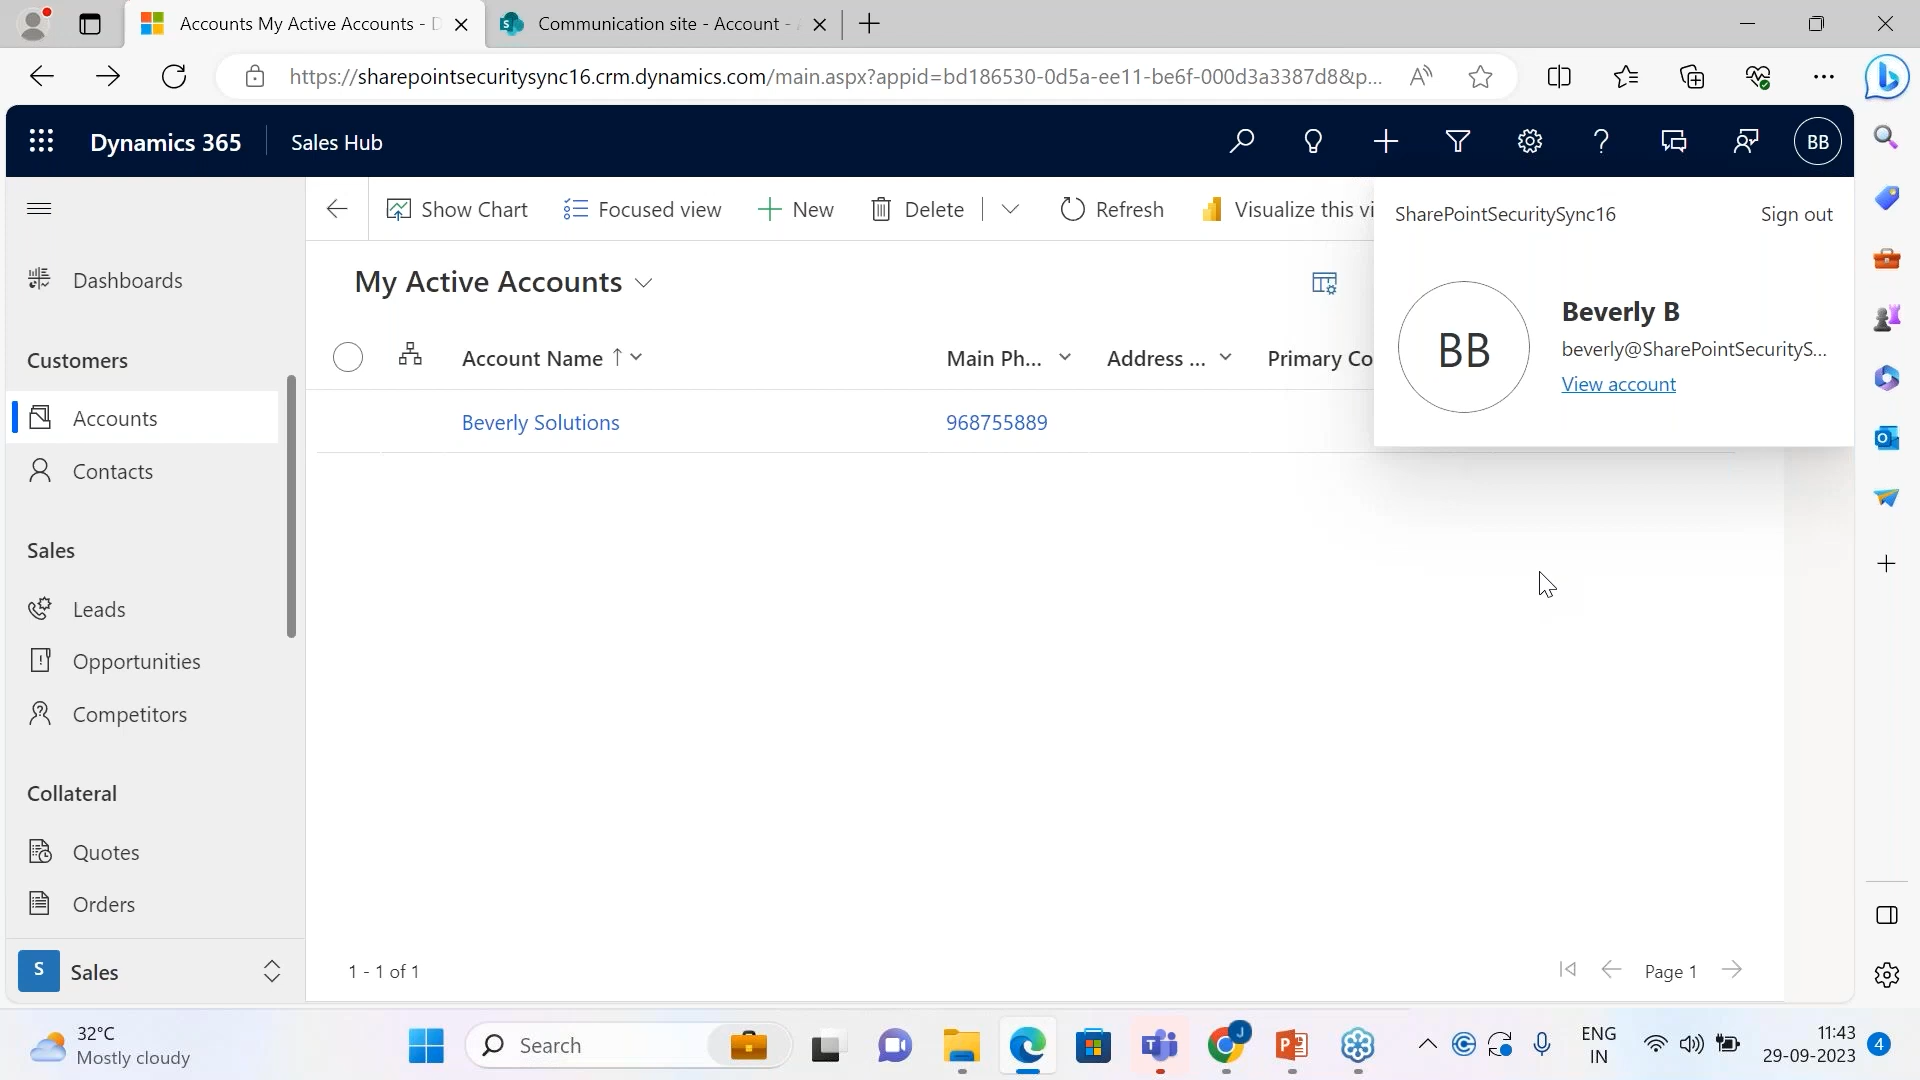 Accounts My Active Accounts - D
Communication site - Account -
https://sharepointsecuritysync16.crm.dynamics.com/main.aspx?appid=bd186530-0d5a-ee11-be6f-000d3a3387d8&p...
Dynamics 365
Sales Hub
BB
Show Chart
Focused view
New
Delete
Refresh
Visualize this vi
SharePointSecuritySync16
Sign out
BB
Beverly B
beverly@SharePointSecurityS...
View account
Dashboards
Customers
Accounts
Contacts
Sales
Leads
Opportunities
Competitors
Collateral
Quotes
Orders
S
Sales
My Active Accounts
Account Name
Main Ph...
Address ...
Primary Co
Beverly Solutions
968755889
1 - 1 of 1
Page 1
32°C
Mostly cloudy
Search
J
ENG
IN
11:43
29-09-2023
4